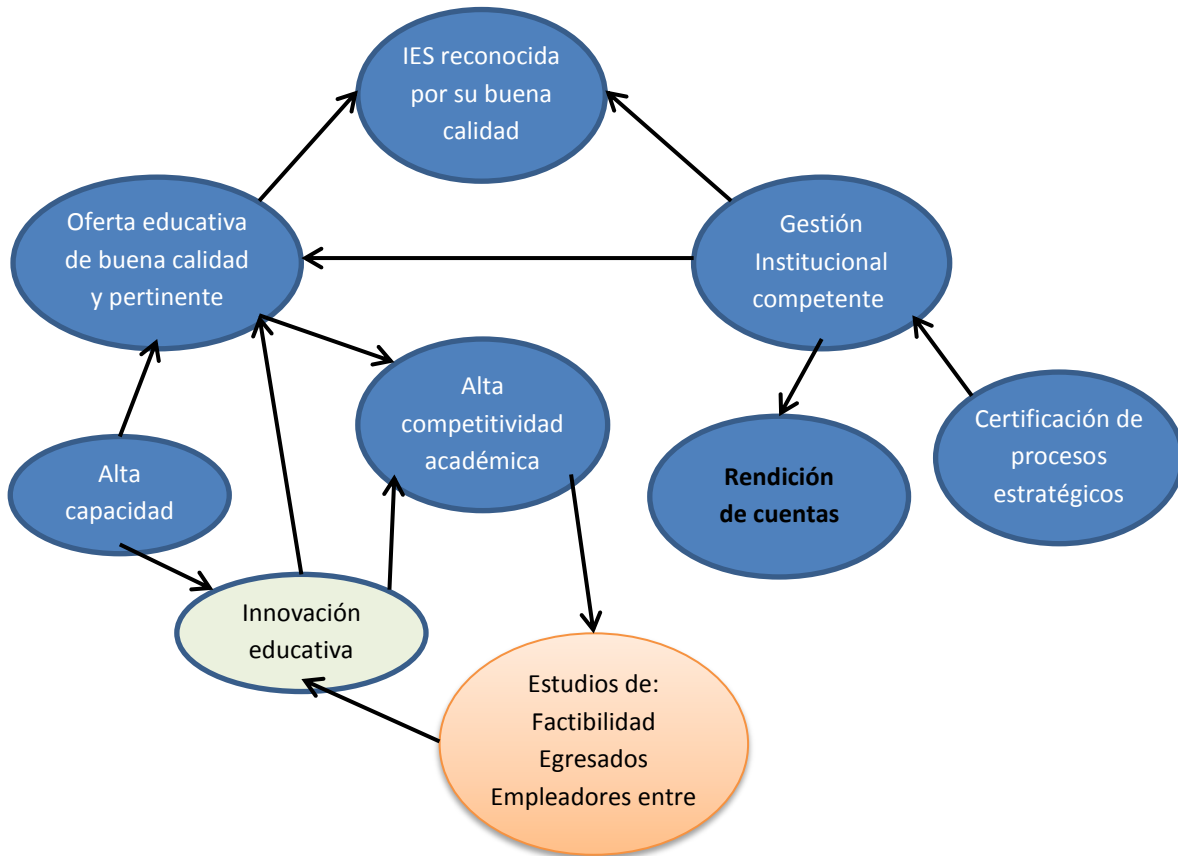 IES reconocida
por su buena
calidad
Oferta educativa
de buena calidad
y pertinente
Gestión
Institucional
competente
Alta
competitividad
académica
Certificación de
procesos
estratégicos
Alta
capacidad
Rendición
de cuentas
Innovación
educativa
Estudios de:
Factibilidad
Egresados
Empleadores entre